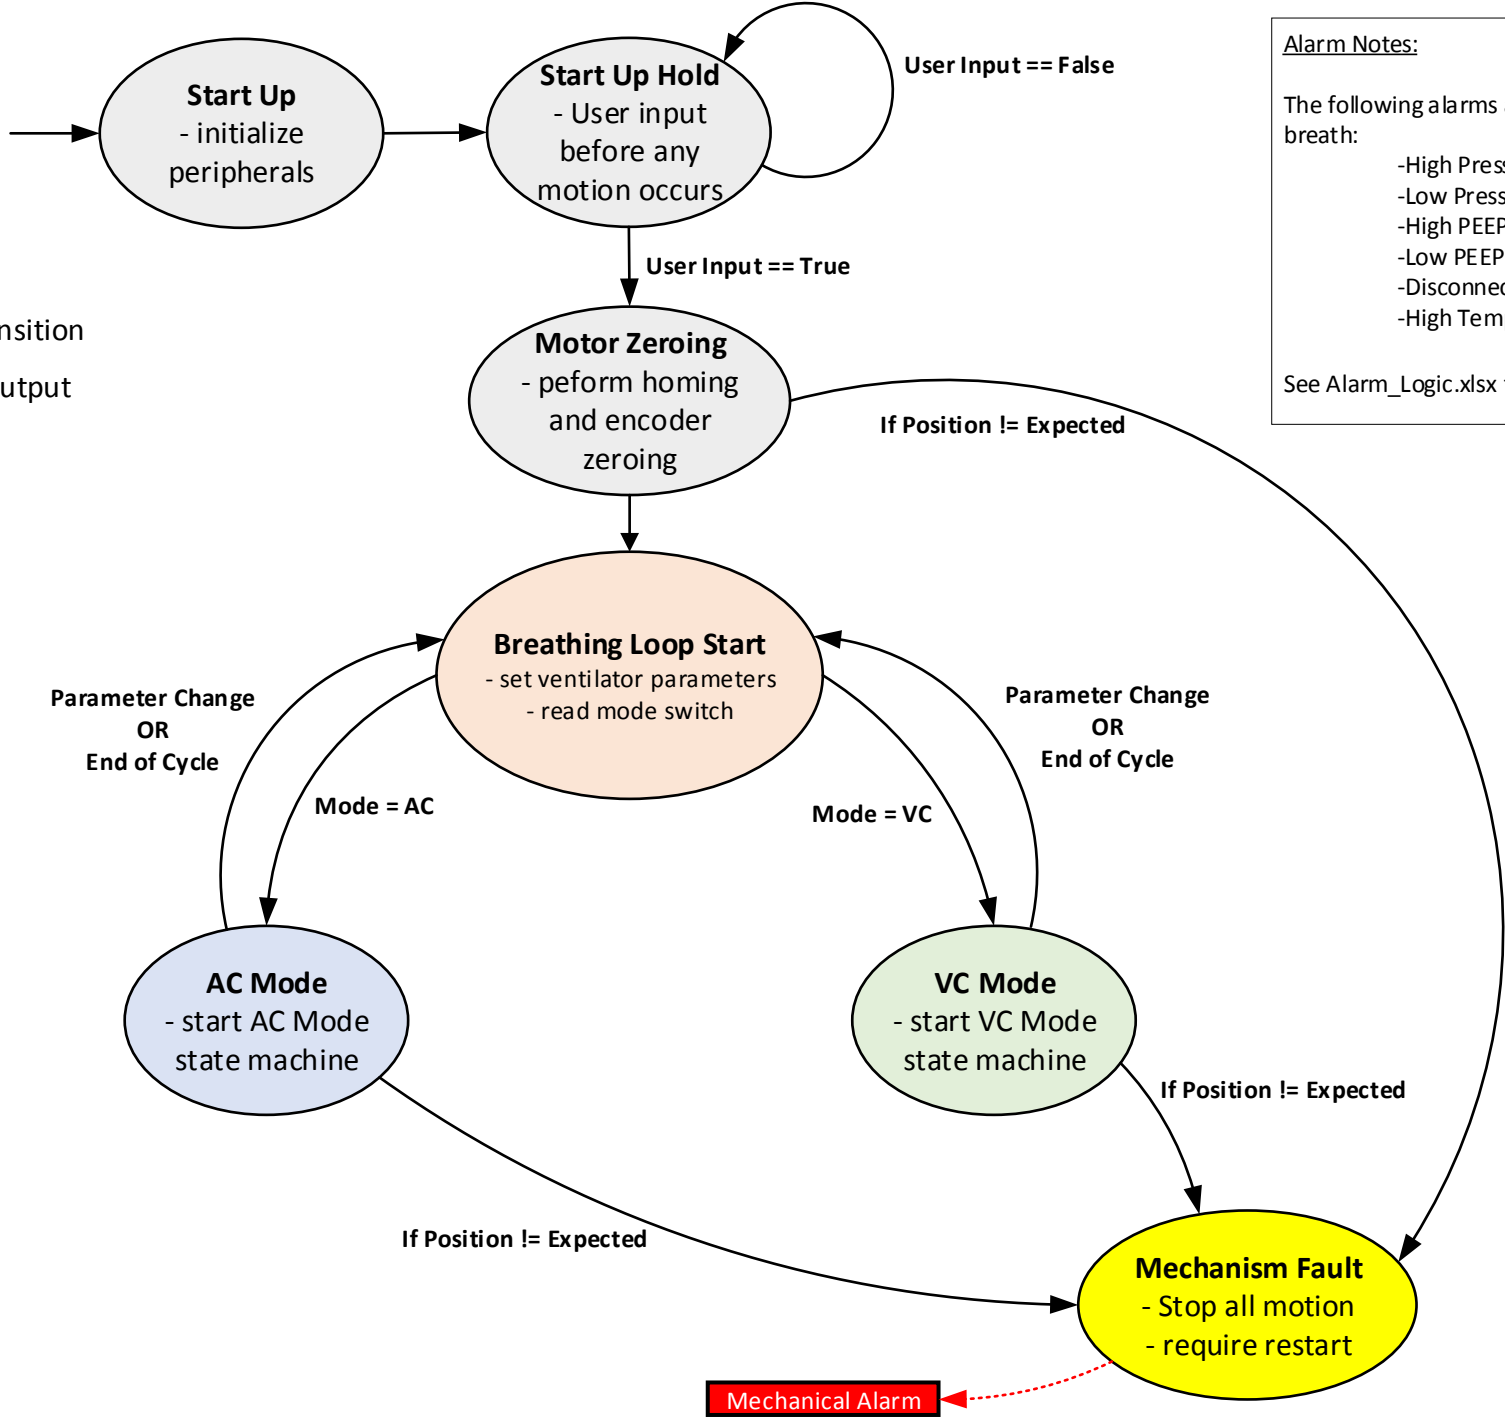 Start Up
- initialize
peripherals
Start Up Hold
- User input
before any
motion occurs
User Input == False
Alarm Notes:
The following alarms
breath:
-High Press
-Low Press
-High PEEP
-Low PEEP
-Disconnec
-High Tem
See Alarm_Logic.xlsx
User Input == True
nsition
utput
Motor Zeroing
- peform homing
and encoder
zeroing
If Position != Expected
Breathing Loop Start
- set ventilator parameters
- read mode switch
Parameter Change
OR
End of Cycle
Parameter Change
OR
End of Cycle
Mode = AC
Mode = VC
AC Mode
- start AC Mode
state machine
VC Mode
- start VC Mode
state machine
If Position != Expected
If Position != Expected
Mechanism Fault
- Stop all motion
- require restart
Mechanical Alarm